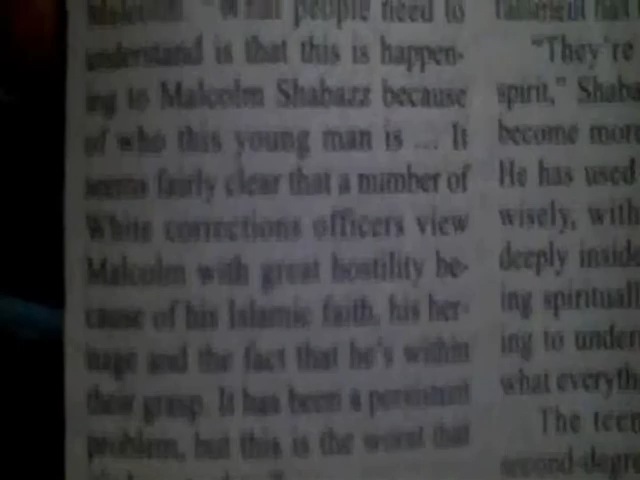 Malcolm. "What people need to
understand is that this is happen-
ing to Malcolm Shabazz because
of who this young man is ... It
seems fairly clear that a number of
White corrections officers view
Malcolm with great hostility be-
cause of his Islamic faith, his her-
itage and the fact that he's within
their grasp. It has been a persistent
problem, but this is the worst that
"They're
spirit," Shaba
become more
He has used
wisely, with
deeply inside
ing spirituall
ing to under
what everyth
The teen
second-degre